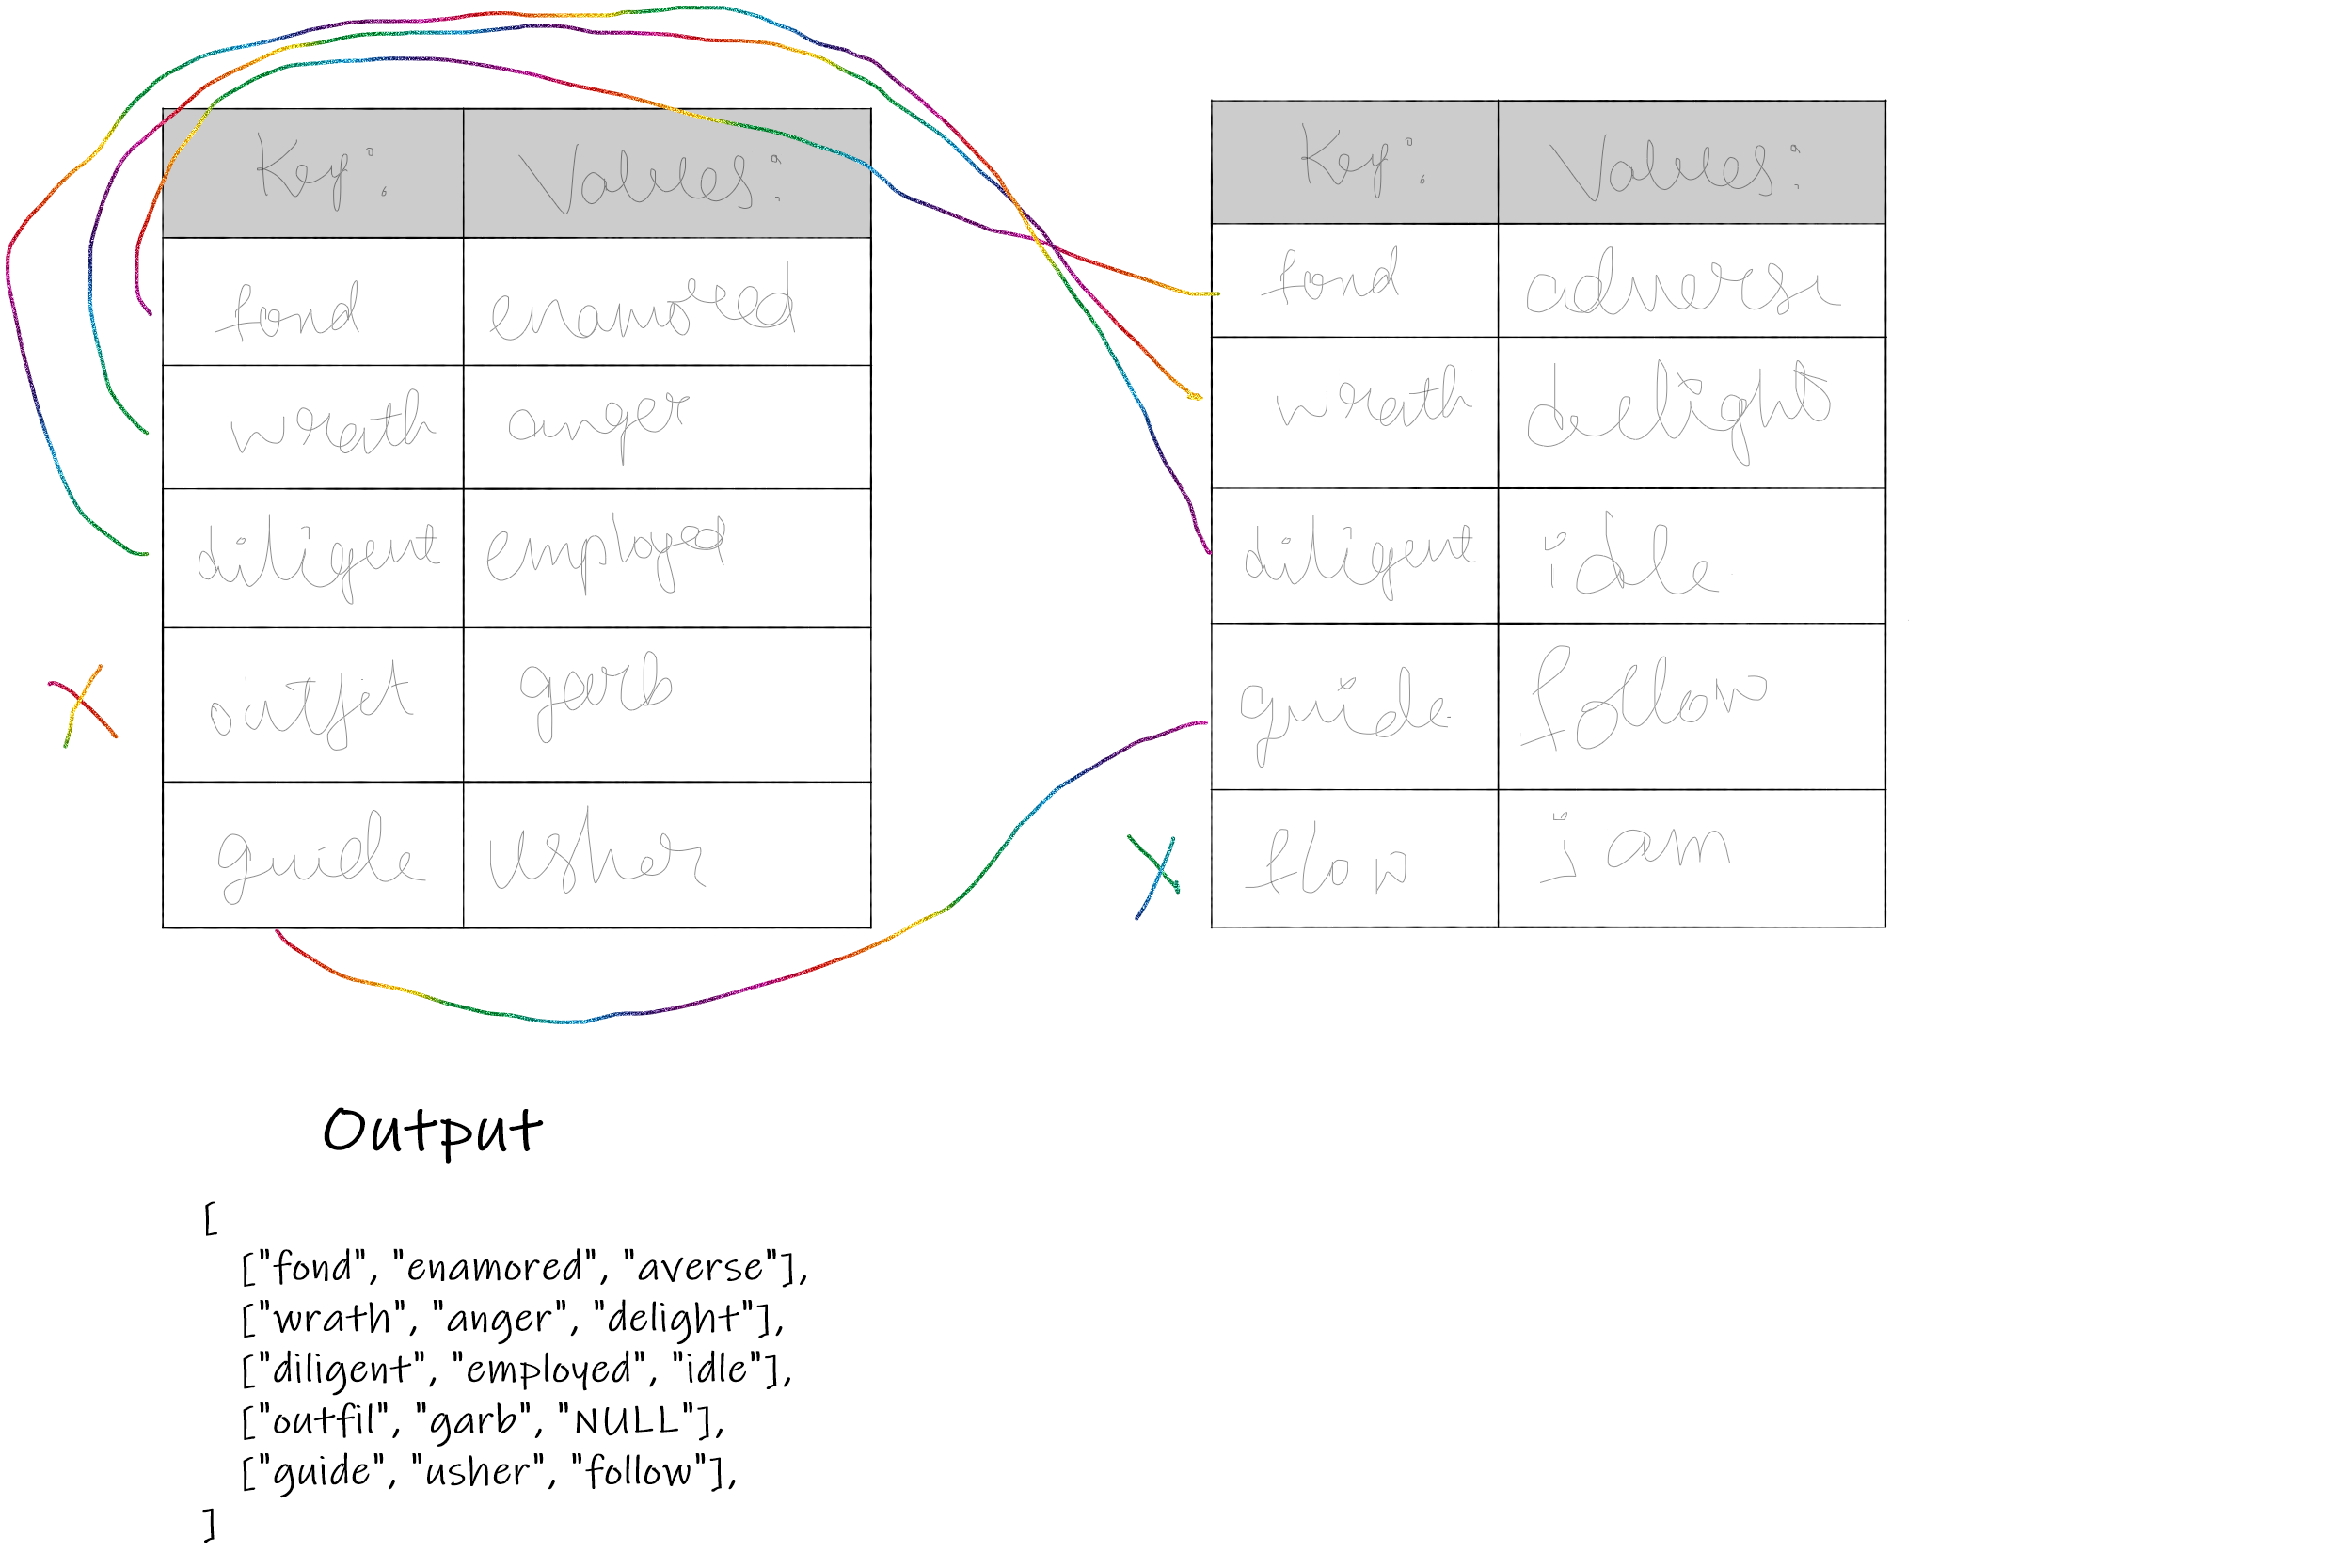 Key: Values:
fond enamored
wrath anger
diligent employed
outfit garb
guide usher
Key: Values:
fond adverse
wrath delight
diligent idle
guide follow
flow jam
Output
[
["fond", "enamored", "averse"],
["wrath", "anger", "delight"],
["diligent", "employed", "idle"],
["outfil", "garb", "NULL"],
["guide", "usher", "follow"],
]